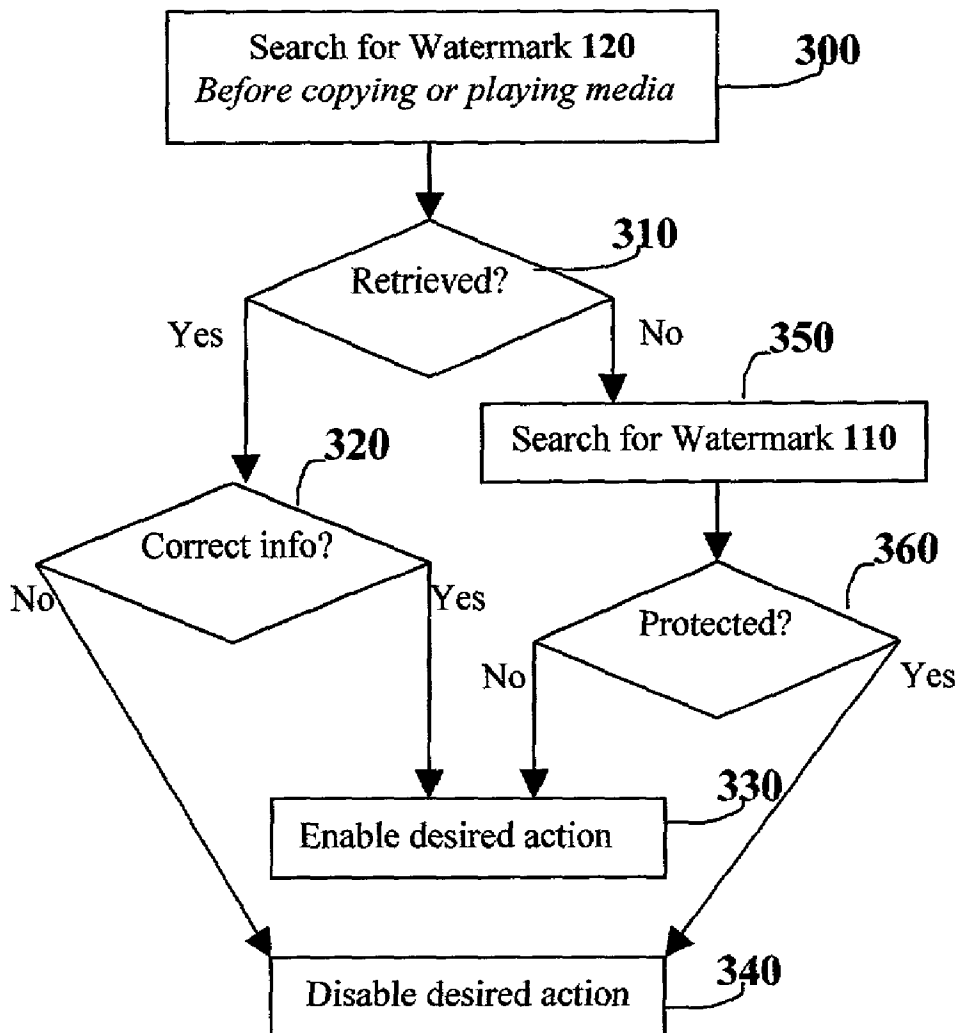 Search for Watermark 120
Before copying or playing media
300
Retrieved?
310
Yes
No
350
Search for Watermark 110
320
Correct info?
No
Yes
360
Protected?
No
Yes
330
Enable desired action
340
Disable desired action